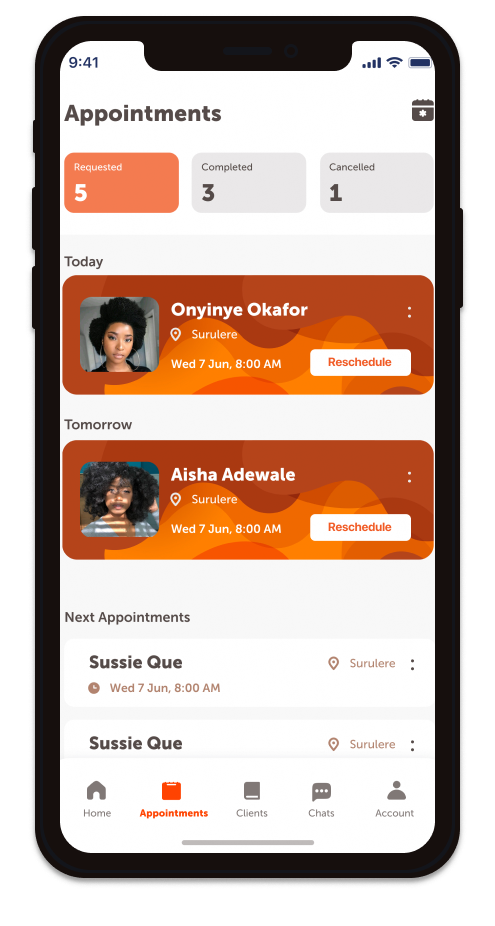 9:41
Appointments
Requested
5
Completed
3
Cancelled
1
Today
Onyinye Okafor
Surulere
Wed 7 Jun, 8:00 AM
Reschedule
Tomorrow
Aisha Adewale
Surulere
Wed 7 Jun, 8:00 AM
Reschedule
Next Appointments
Sussie Que
Surulere
Wed 7 Jun, 8:00 AM
Sussie Que
Surulere
Home
Appointments
Clients
Chats
Account